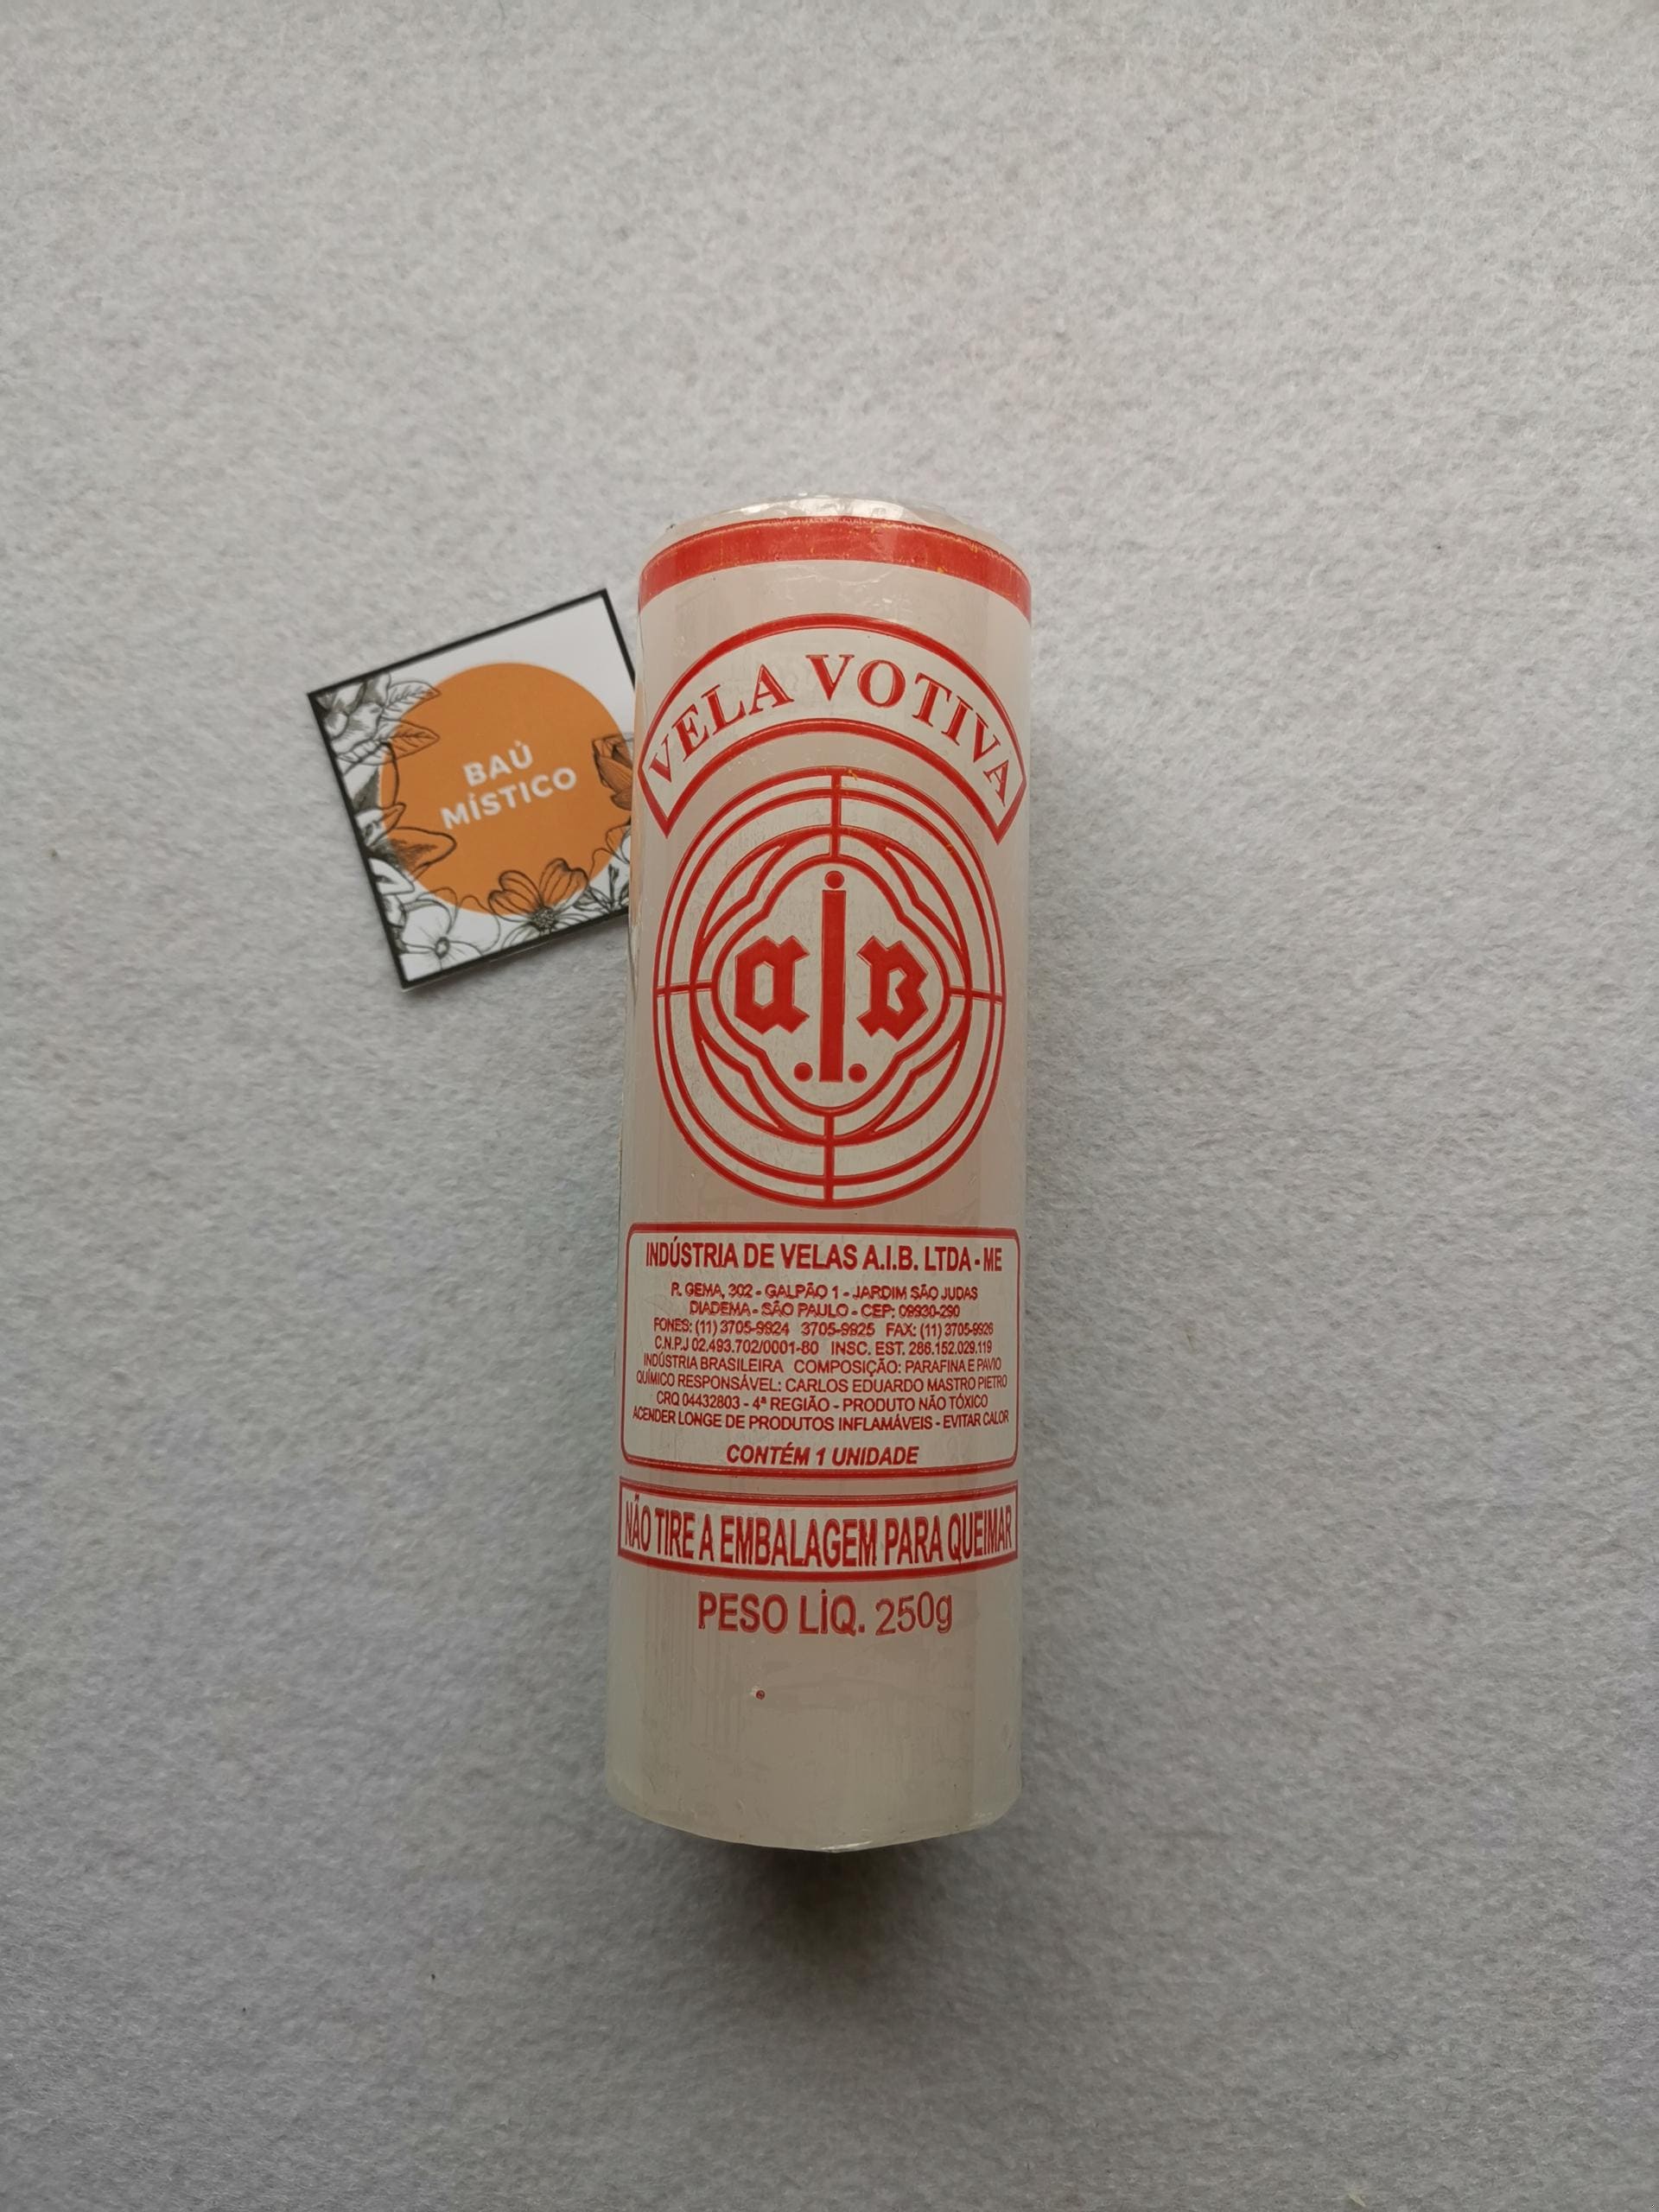 BAÚ
MÍSTICO
VELA VOTIVA
a.i.B.
INDÚSTRIA DE VELAS A.I.B. LTDA - ME
R. GEMA, 302 - GALPÃO 1 - JARDIM SÃO JUDAS
DIADEMA - SÃO PAULO - CEP: 09930-290
FONES: (11) 3705-9924 3705-9925 FAX: (11) 3705-9926
C.N.P.J 02.493.702/0001-80 INSC. EST. 286.152.029.119
INDÚSTRIA BRASILEIRA COMPOSIÇÃO: PARAFINA E PAVIO
QUÍMICO RESPONSÁVEL: CARLOS EDUARDO MASTRO PIETRO
CRQ 04432803 - 4ª REGIÃO - PRODUTO NÃO TÓXICO
ACENDER LONGE DE PRODUTOS INFLAMÁVEIS - EVITAR CALOR
CONTÉM 1 UNIDADE
NÃO TIRE A EMBALAGEM PARA QUEIMAR
PESO LÍQ. 250g